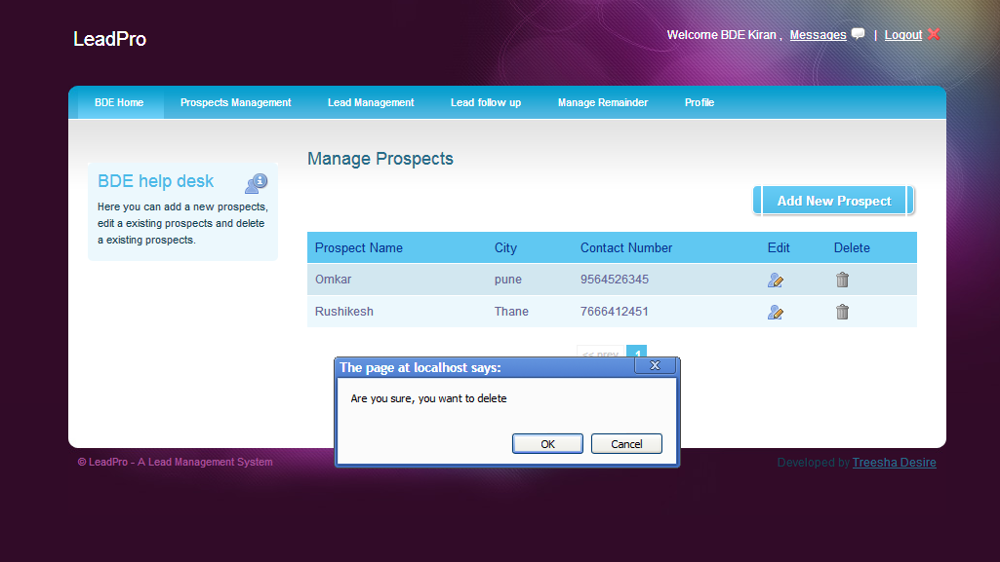 LeadPro
Welcome BDE Kiran , Messages | Logout
BDE Home Prospects Management Lead Management Lead follow up Manage Remainder Profile
BDE help desk
Here you can add a new prospects,
edit a existing prospects and delete
a existing prospects.
Manage Prospects
Add New Prospect
Prospect Name City Contact Number Edit Delete
Omkar pune 9564526345
Rushikesh Thane 7666412451
<< prev 1
The page at localhost says:
Are you sure, you want to delete
OK Cancel
© LeadPro - A Lead Management System
Developed by Treesha Desire